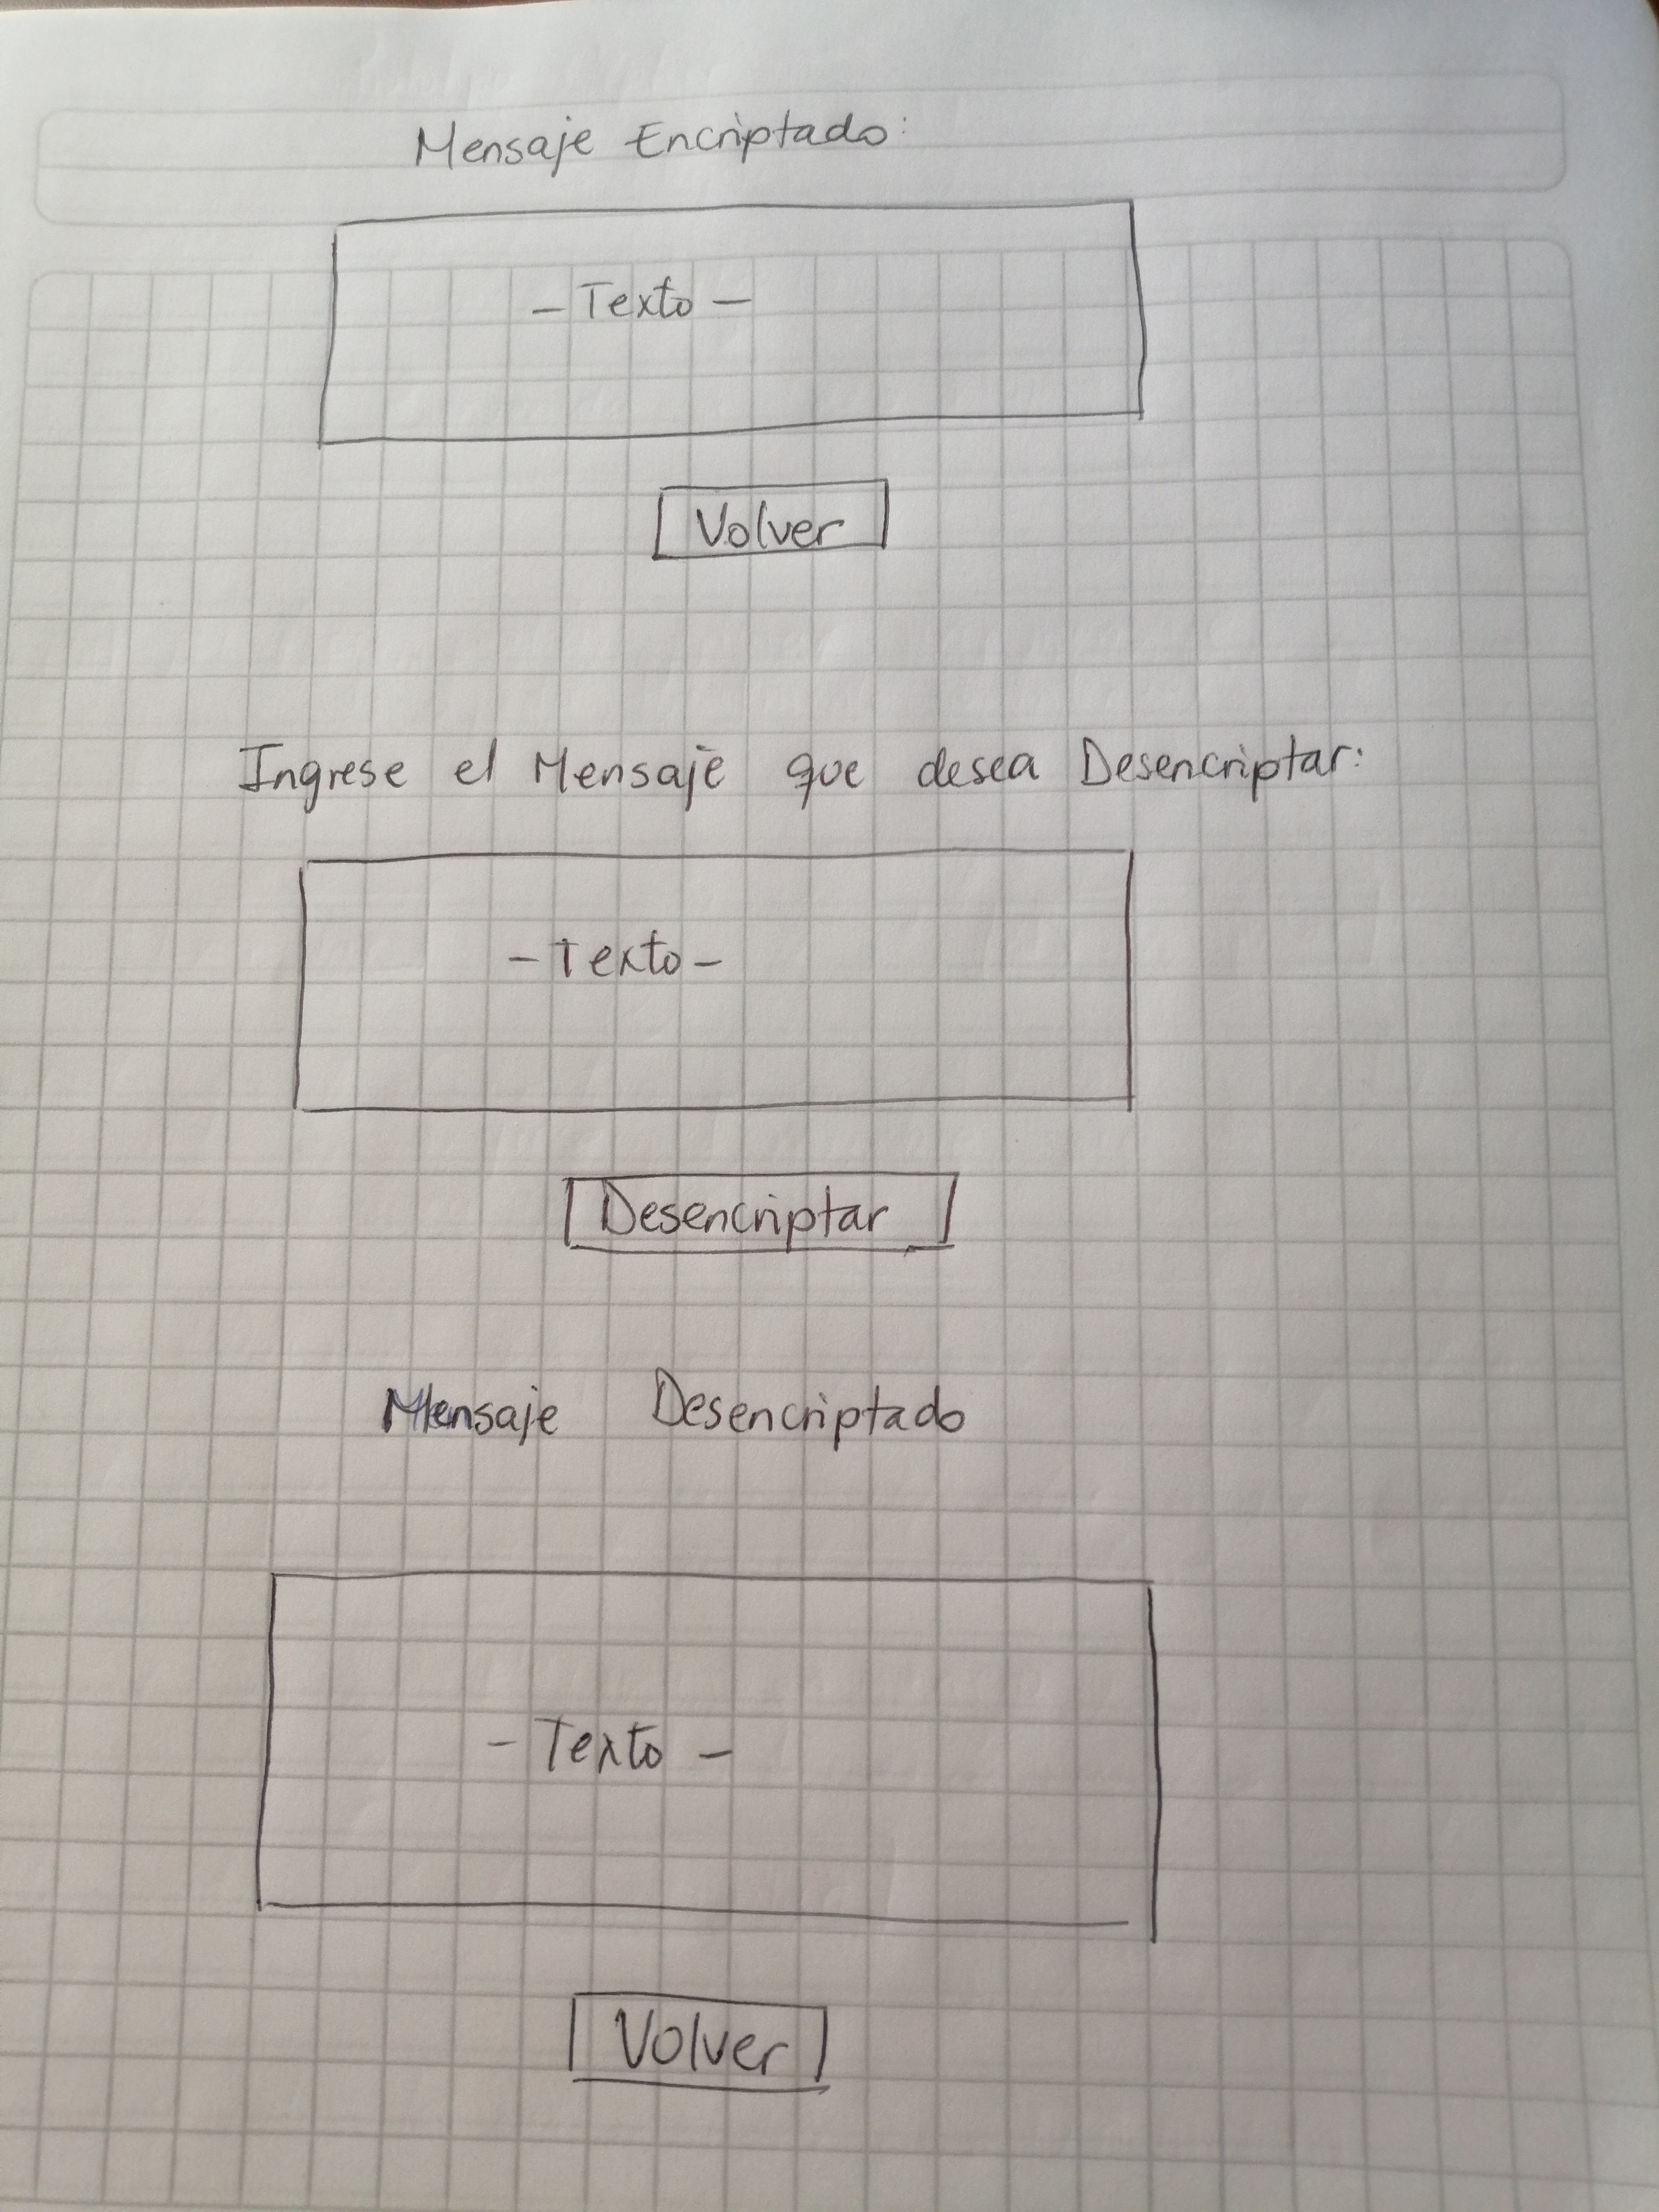 Mensaje Encriptado:
- Texto -
Volver
Ingrese el Mensaje que desea Desencriptar:
- Texto -
Desencriptar
Mensaje Desencriptado
- Texto -
Volver